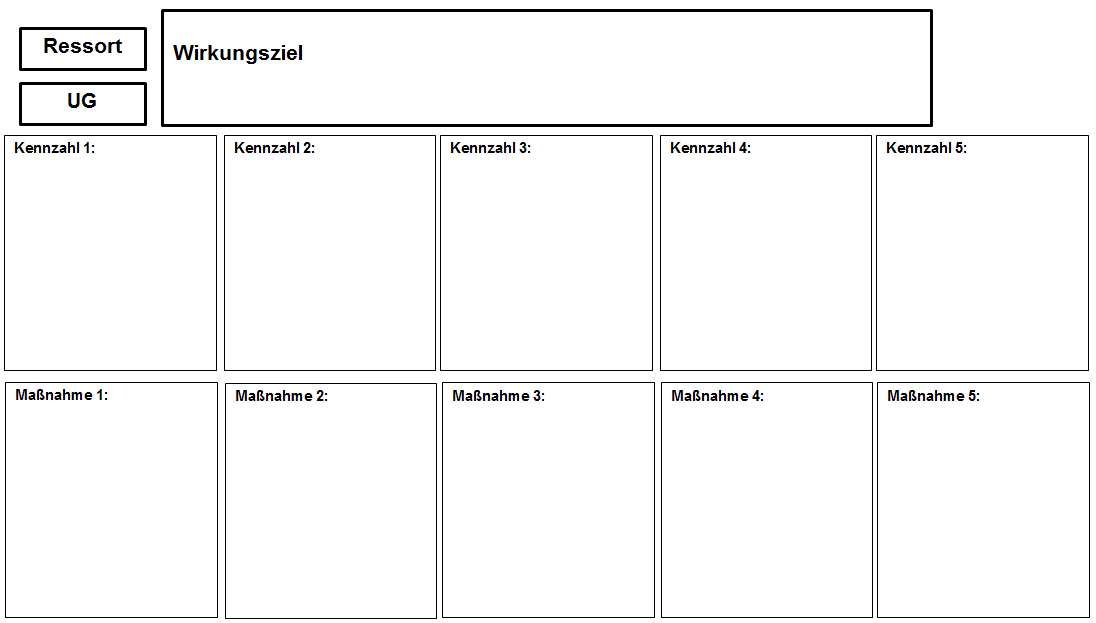 Ressort
Wirkungsziel
UG
Kennzahl 1:
Kennzahl 2:
Kennzahl 3:
Kennzahl 4:
Kennzahl 5:
Maßnahme 1:
Maßnahme 2:
Maßnahme 3:
Maßnahme 4:
Maßnahme 5: